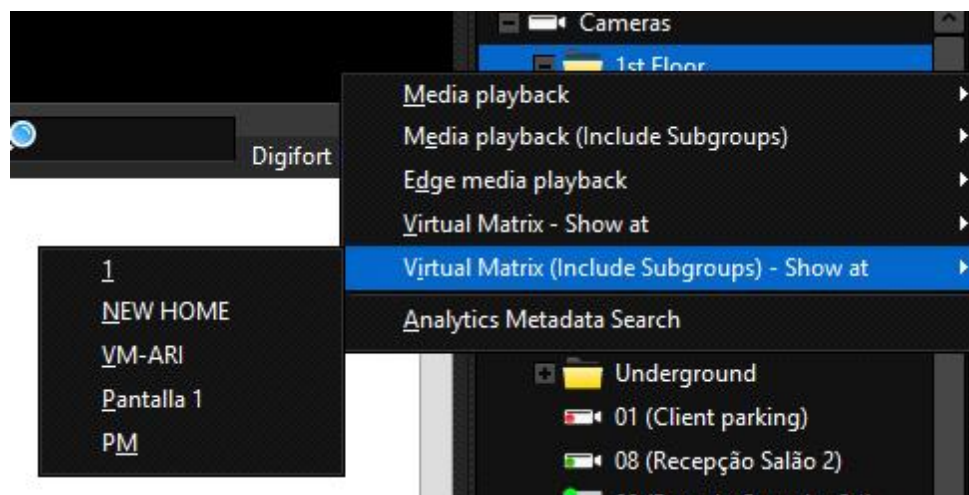 Cameras
1st Floor
Media playback
Media playback (Include Subgroups)
Digifort
Edge media playback
Virtual Matrix - Show at
Virtual Matrix (Include Subgroups) - Show at
Analytics Metadata Search
1
NEW HOME
VM-ARI
Pantalla 1
PM
Underground
01 (Client parking)
08 (Recepção Salão 2)